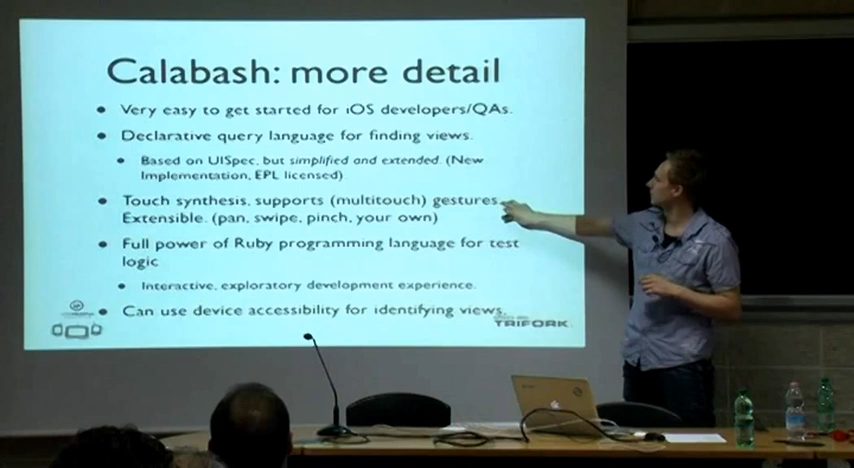 Calabash: more detail
• Very easy to get started for iOS developers/QAs.
• Declarative query language for finding views.
• Based on UISpec, but simplified and extended. (New
Implementation, EPL licensed)
• Touch synthesis, supports (multitouch) gestures.
Extensible. (pan, swipe, pinch, your own)
• Full power of Ruby programming language for test
logic
• Interactive, exploratory development experience.
• Can use device accessibility for identifying views.
TRIFORK.